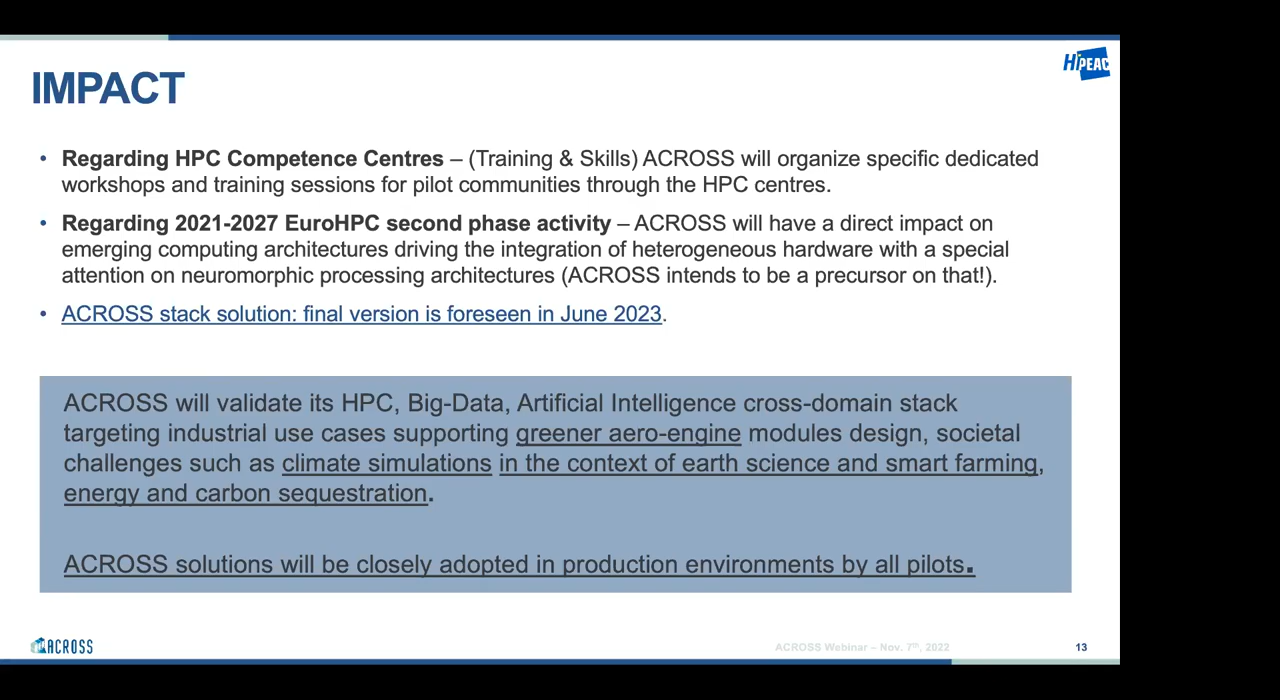 HiPEAC
IMPACT
• Regarding HPC Competence Centres – (Training & Skills) ACROSS will organize specific dedicated
workshops and training sessions for pilot communities through the HPC centres.
• Regarding 2021-2027 EuroHPC second phase activity – ACROSS will have a direct impact on
emerging computing architectures driving the integration of heterogeneous hardware with a special
attention on neuromorphic processing architectures (ACROSS intends to be a precursor on that!).
• ACROSS stack solution: final version is foreseen in June 2023.
ACROSS will validate its HPC, Big-Data, Artificial Intelligence cross-domain stack
targeting industrial use cases supporting greener aero-engine modules design, societal
challenges such as climate simulations in the context of earth science and smart farming,
energy and carbon sequestration.
ACROSS solutions will be closely adopted in production environments by all pilots.
ACROSS
ACROSS Webinar – Nov. 7th, 2022
13